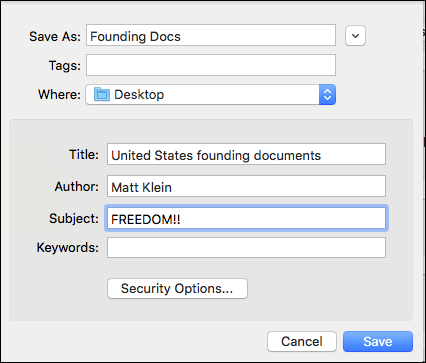 Save As: Founding Docs
Tags:
Where: Desktop
Title: United States founding documents
Author: Matt Klein
Subject: FREEDOM!!
Keywords:
Security Options...
Cancel Save